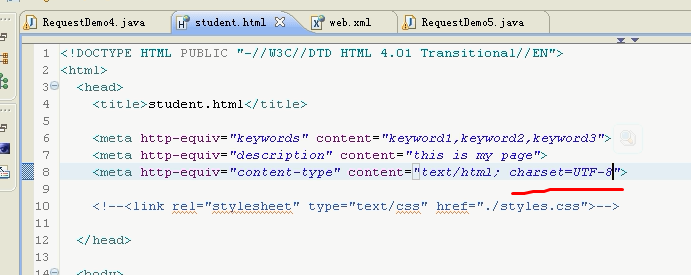 RequestDemo4.java student.html web.xml RequestDemo5.java
1 <!DOCTYPE HTML PUBLIC "-//W3C//DTD HTML 4.01 Transitional//EN">
2 <html>
3 <head>
4 <title>student.html</title>
5
6 <meta http-equiv="keywords" content="keyword1,keyword2,keyword3">
7 <meta http-equiv="description" content="this is my page">
8 <meta http-equiv="content-type" content="text/html; charset=UTF-8">
9
10 <!--<link rel="stylesheet" type="text/css" href="./styles.css">-->
11
12 </head>
13
14 <body>